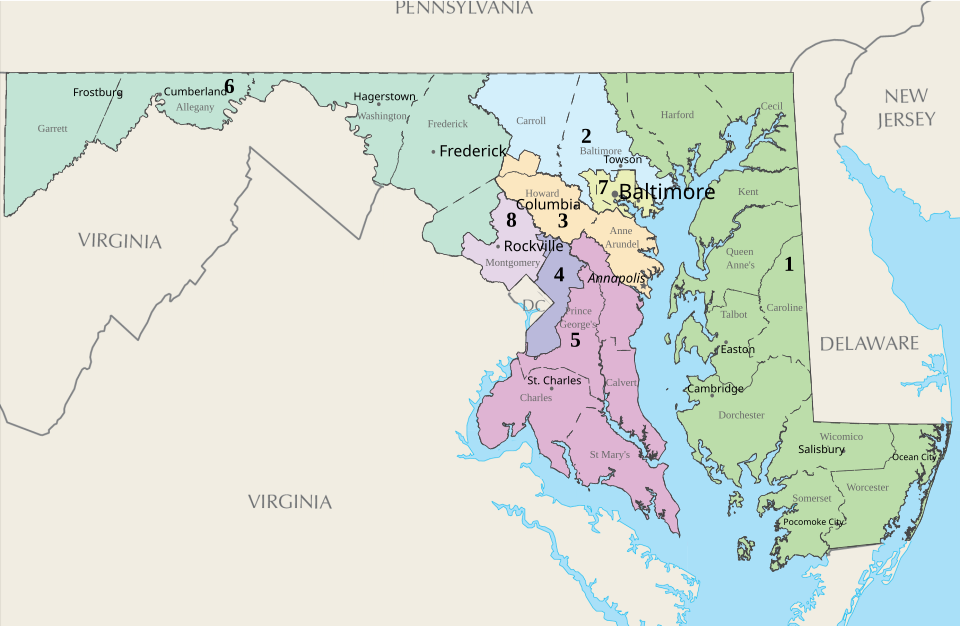 PENNSYLVANIA
6
Frostburg
Cumberland
Allegany
Garrett
Hagerstown
Washington
Frederick
Frederick
Carroll
2
Baltimore
Towson
Harford
Cecil
NEW
JERSEY
7
Baltimore
Howard
Columbia
3
8
Rockville
Montgomery
Anne
Arundel
Kent
VIRGINIA
4
Annapolis
Queen
Anne's
1
DC
Prince
George's
5
Talbot
Caroline
Easton
DELAWARE
St. Charles
Charles
Calvert
Cambridge
Dorchester
Wicomico
Salisbury
Ocean City
St Mary's
Worcester
Somerset
Pocomoke City
VIRGINIA